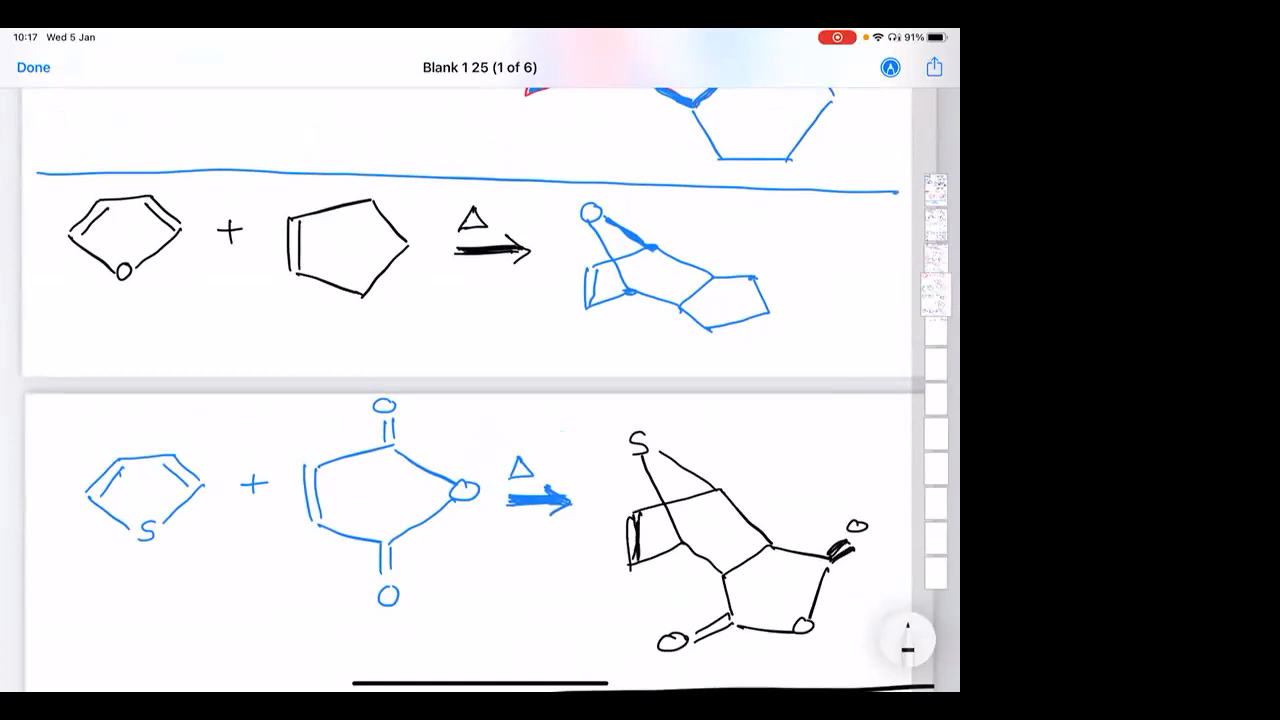 10:17 Wed 5 Jan 91%
Done Blank 1 25 (1 of 6)
O + Δ O
O
S + O O O Δ S O O O